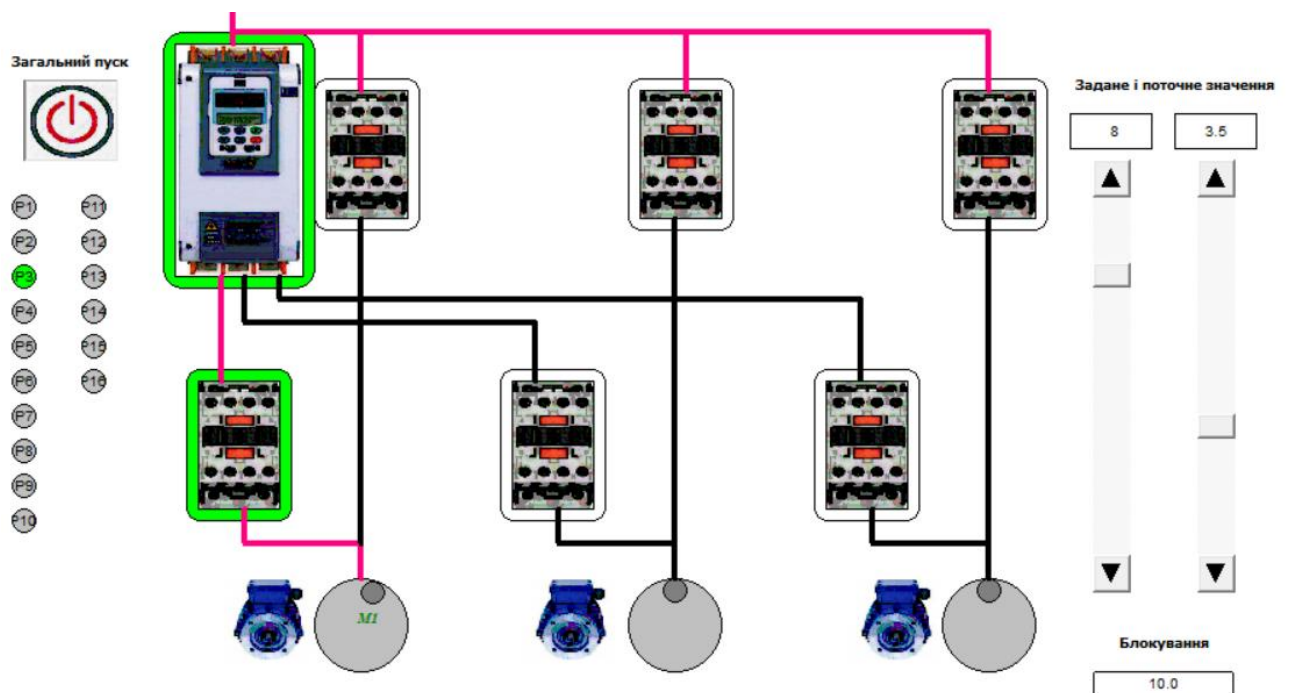 Загальний пуск
Задане і поточне значення
8
3.5
P1
P11
P2
P12
P3
P13
P4
P14
P5
P15
P6
P16
P7
P8
P9
P10
M1
Блокування
10.0